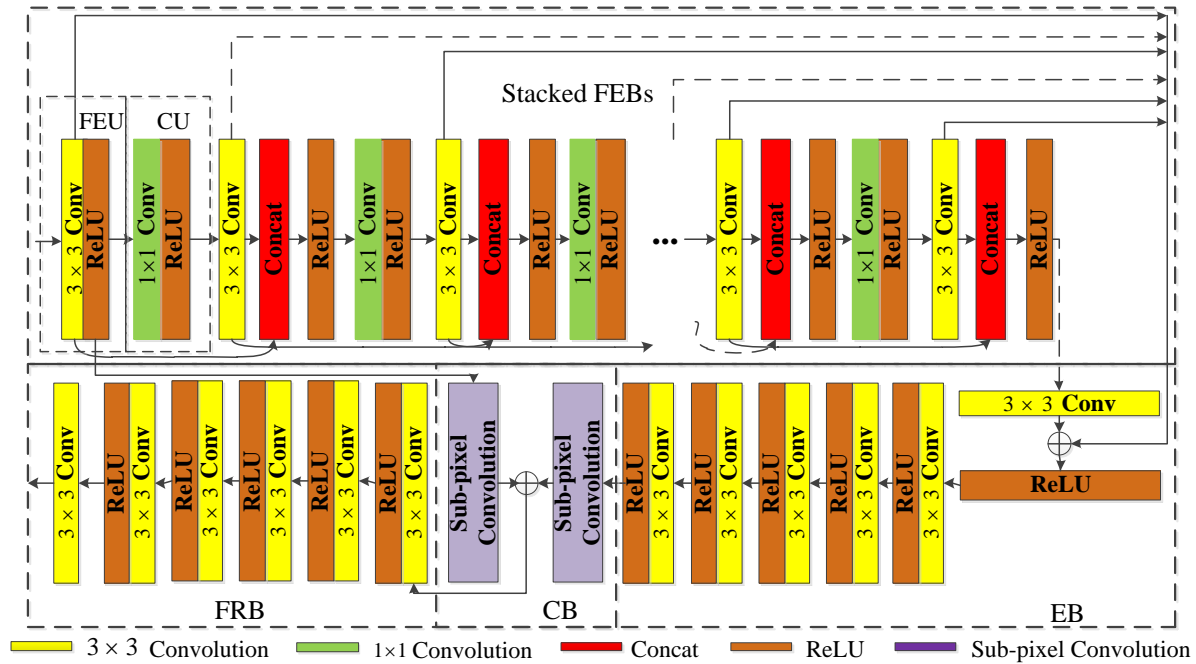 Stacked FEBs
FEU
CU
3 × 3 Conv
ReLU
1×1 Conv
ReLU
3 × 3 Conv
Concat
ReLU
1×1 Conv
ReLU
3 × 3 Conv
Concat
ReLU
1×1 Conv
ReLU
...
3 × 3 Conv
Concat
ReLU
1×1 Conv
ReLU
3 × 3 Conv
Concat
ReLU
3 × 3 Conv
ReLU
3 × 3 Conv
ReLU
3 × 3 Conv
ReLU
3 × 3 Conv
ReLU
3 × 3 Conv
ReLU
3 × 3 Conv
ReLU
3 × 3 Conv
Sub-pixel
Convolution
Sub-pixel
Convolution
ReLU
3 × 3 Conv
ReLU
3 × 3 Conv
ReLU
3 × 3 Conv
ReLU
3 × 3 Conv
ReLU
3 × 3 Conv
FRB
CB
EB
3 × 3 Convolution
1×1 Convolution
Concat
ReLU
Sub-pixel Convolution